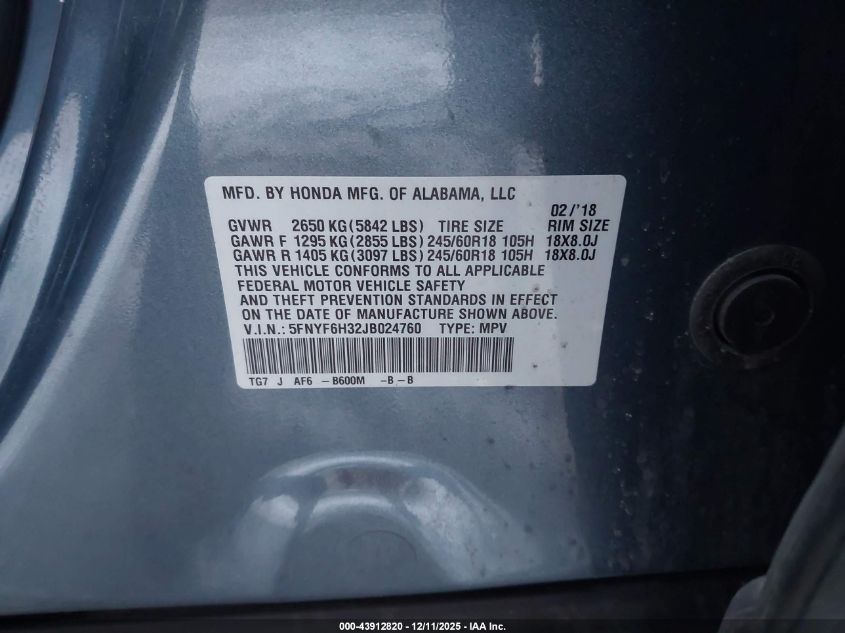 MFD. BY HONDA MFG. OF ALABAMA, LLC
02/'18
GVWR 2650 KG(5842 LBS) TIRE SIZE RIM SIZE
GAWR F 1295 KG(2855 LBS) 245/60R18 105H 18X8.0J
GAWR R 1405 KG(3097 LBS) 245/60R18 105H 18X8.0J
THIS VEHICLE CONFORMS TO ALL APPLICABLE
FEDERAL MOTOR VEHICLE SAFETY
AND THEFT PREVENTION STANDARDS IN EFFECT
ON THE DATE OF MANUFACTURE SHOWN ABOVE.
V.I.N.: 5FNYF6H32JB024760 TYPE: MPV
TG7 J AF6 -B600M -B-B
000-43912820 - 12/11/2025 - IAA Inc.